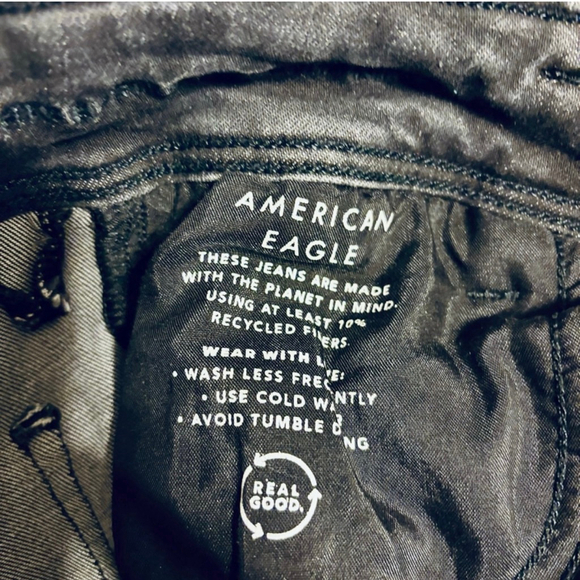 AMERICAN
EAGLE
THESE JEANS ARE MADE
WITH THE PLANET IN MIND.
USING AT LEAST 10%
RECYCLED
WEAR WITH
• WASH LESS
• USE COLD
• AVOID TUMBLE
REAL
GOOD.